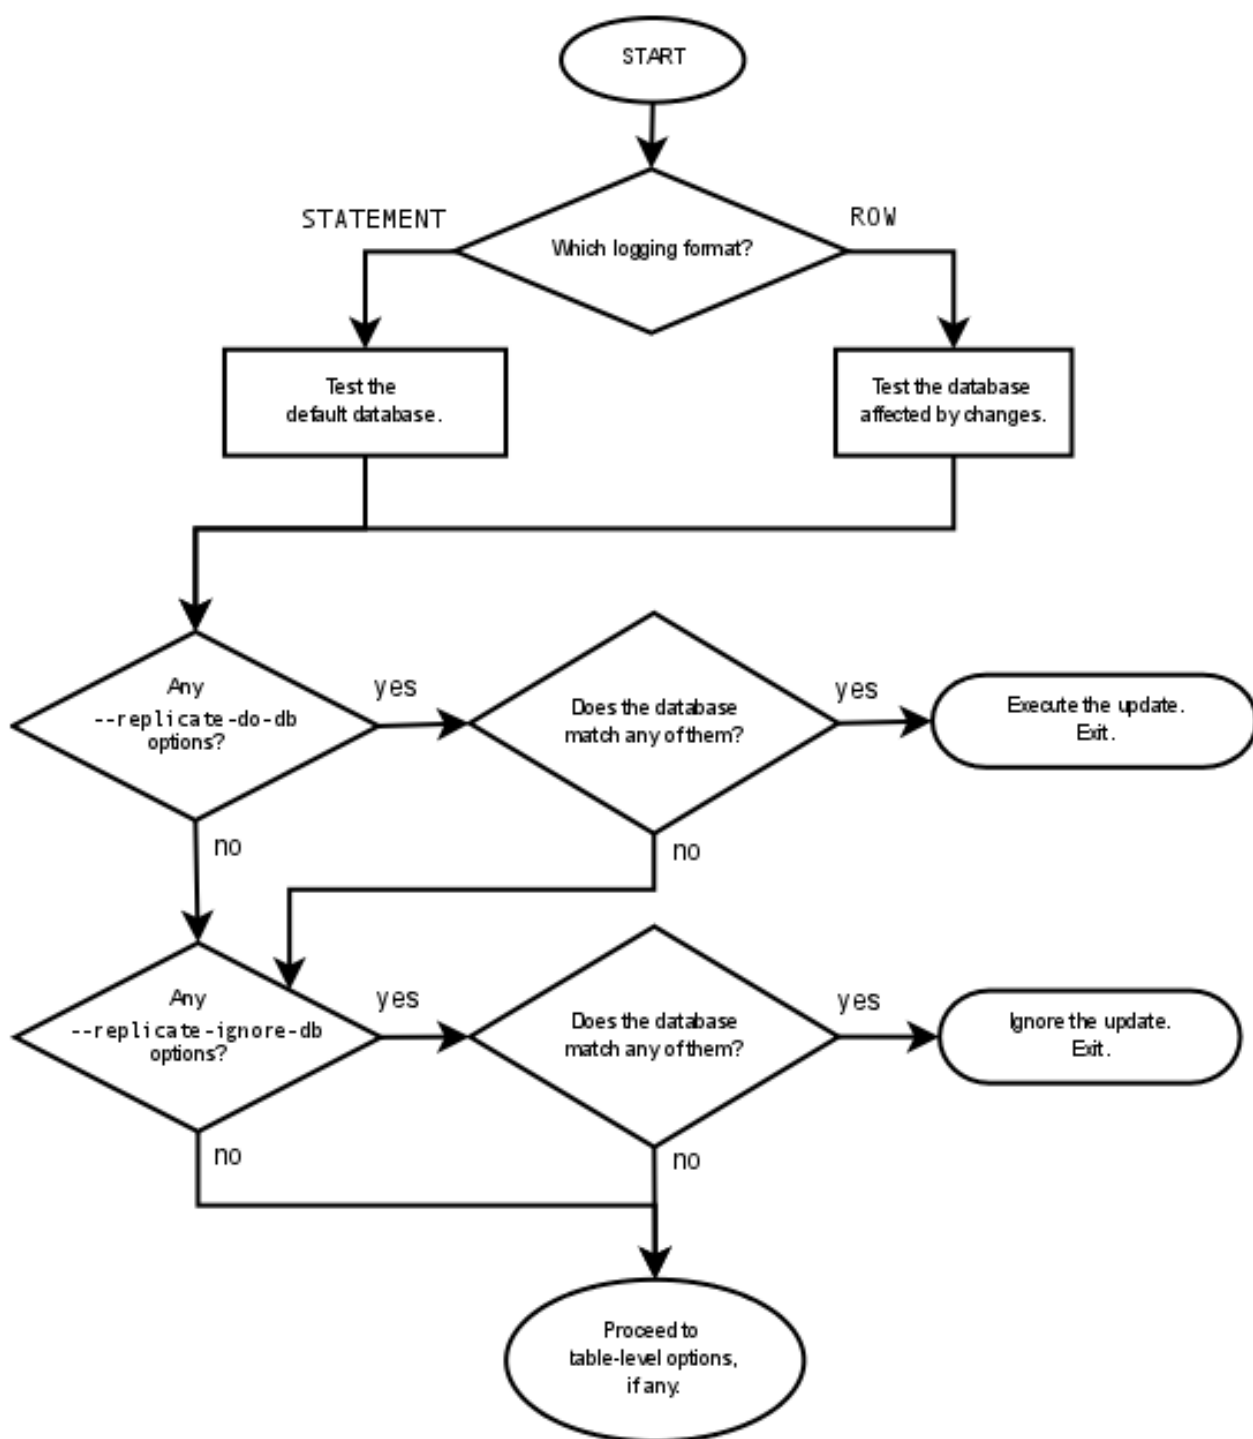 START
STATEMENT
ROW
Which logging format?
Test the
default database.
Test the database
affected by changes.
Any
--replicate-do-db
options?
yes
Does the database
match any of them?
yes
Execute the update.
Exit.
no
no
Any
--replicate-ignore-db
options?
yes
Does the database
match any of them?
yes
Ignore the update.
Exit.
no
no
Proceed to
table-level options,
if any.